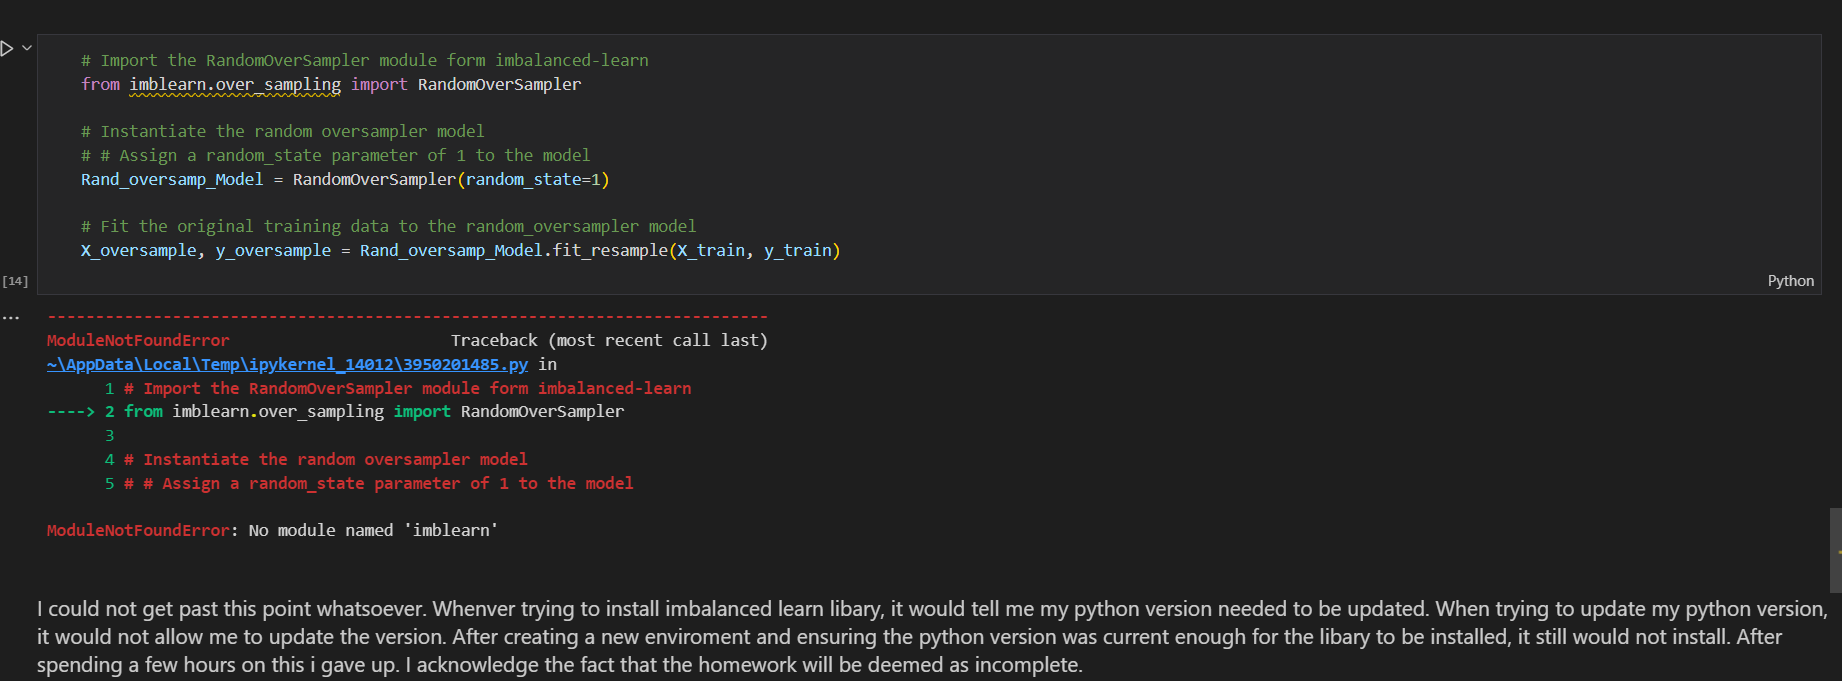 # Import the RandomOverSampler module form imbalanced-learn
from imblearn.over_sampling import RandomOverSampler
# Instantiate the random oversampler model
# # Assign a random_state parameter of 1 to the model
Rand_oversamp_Model = RandomOverSampler(random_state=1)
# Fit the original training data to the random_oversampler model
X_oversample, y_oversample = Rand_oversamp_Model.fit_resample(X_train, y_train)
[14]
Python
...
---------------------------------------------------------------------------
ModuleNotFoundError                       Traceback (most recent call last)
~\AppData\Local\Temp\ipykernel_14012\3950201485.py in
      1 # Import the RandomOverSampler module form imbalanced-learn
----> 2 from imblearn.over_sampling import RandomOverSampler
      3
      4 # Instantiate the random oversampler model
      5 # # Assign a random_state parameter of 1 to the model
ModuleNotFoundError: No module named 'imblearn'
I could not get past this point whatsoever. Whenver trying to install imbalanced learn libary, it would tell me my python version needed to be updated. When trying to update my python version,
it would not allow me to update the version. After creating a new enviroment and ensuring the python version was current enough for the libary to be installed, it still would not install. After
spending a few hours on this i gave up. I acknowledge the fact that the homework will be deemed as incomplete.